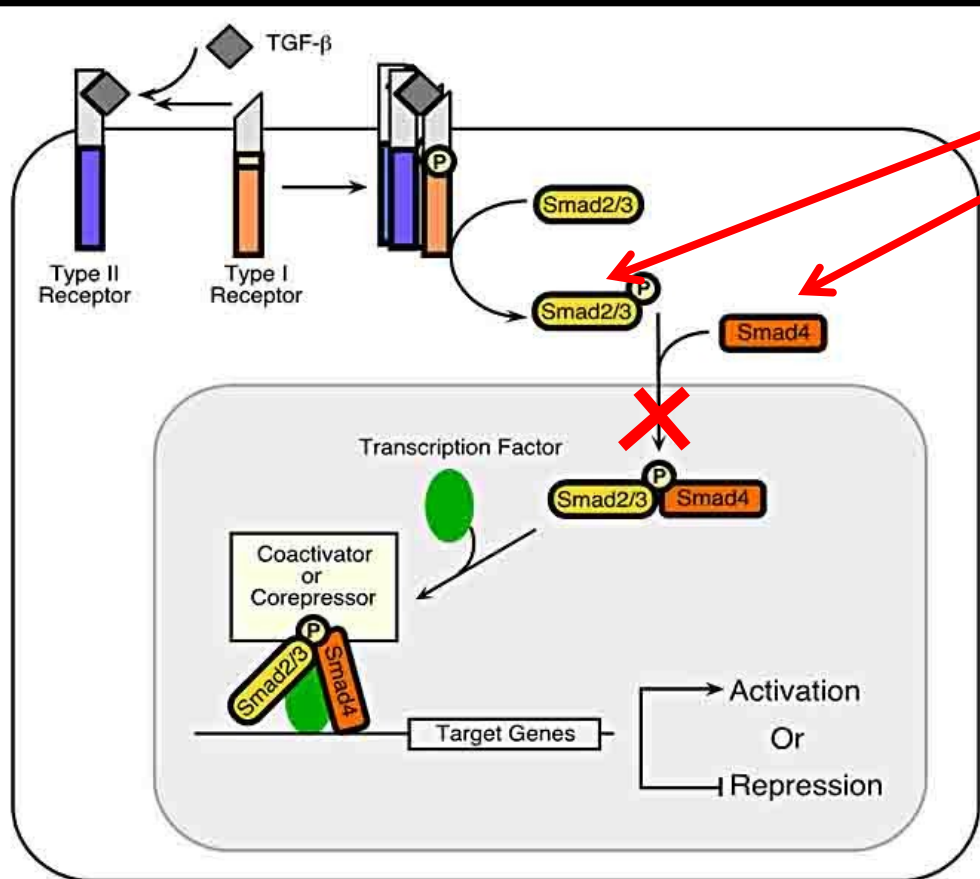 TGF-β
P
Smad2/3
Type II
Receptor
Type I
Receptor
P
Smad2/3
Smad4
Transcription Factor
P
Smad2/3
Smad4
Coactivator
or
Corepressor
P
Smad2/3
Smad4
Target Genes
Activation
Or
Repression